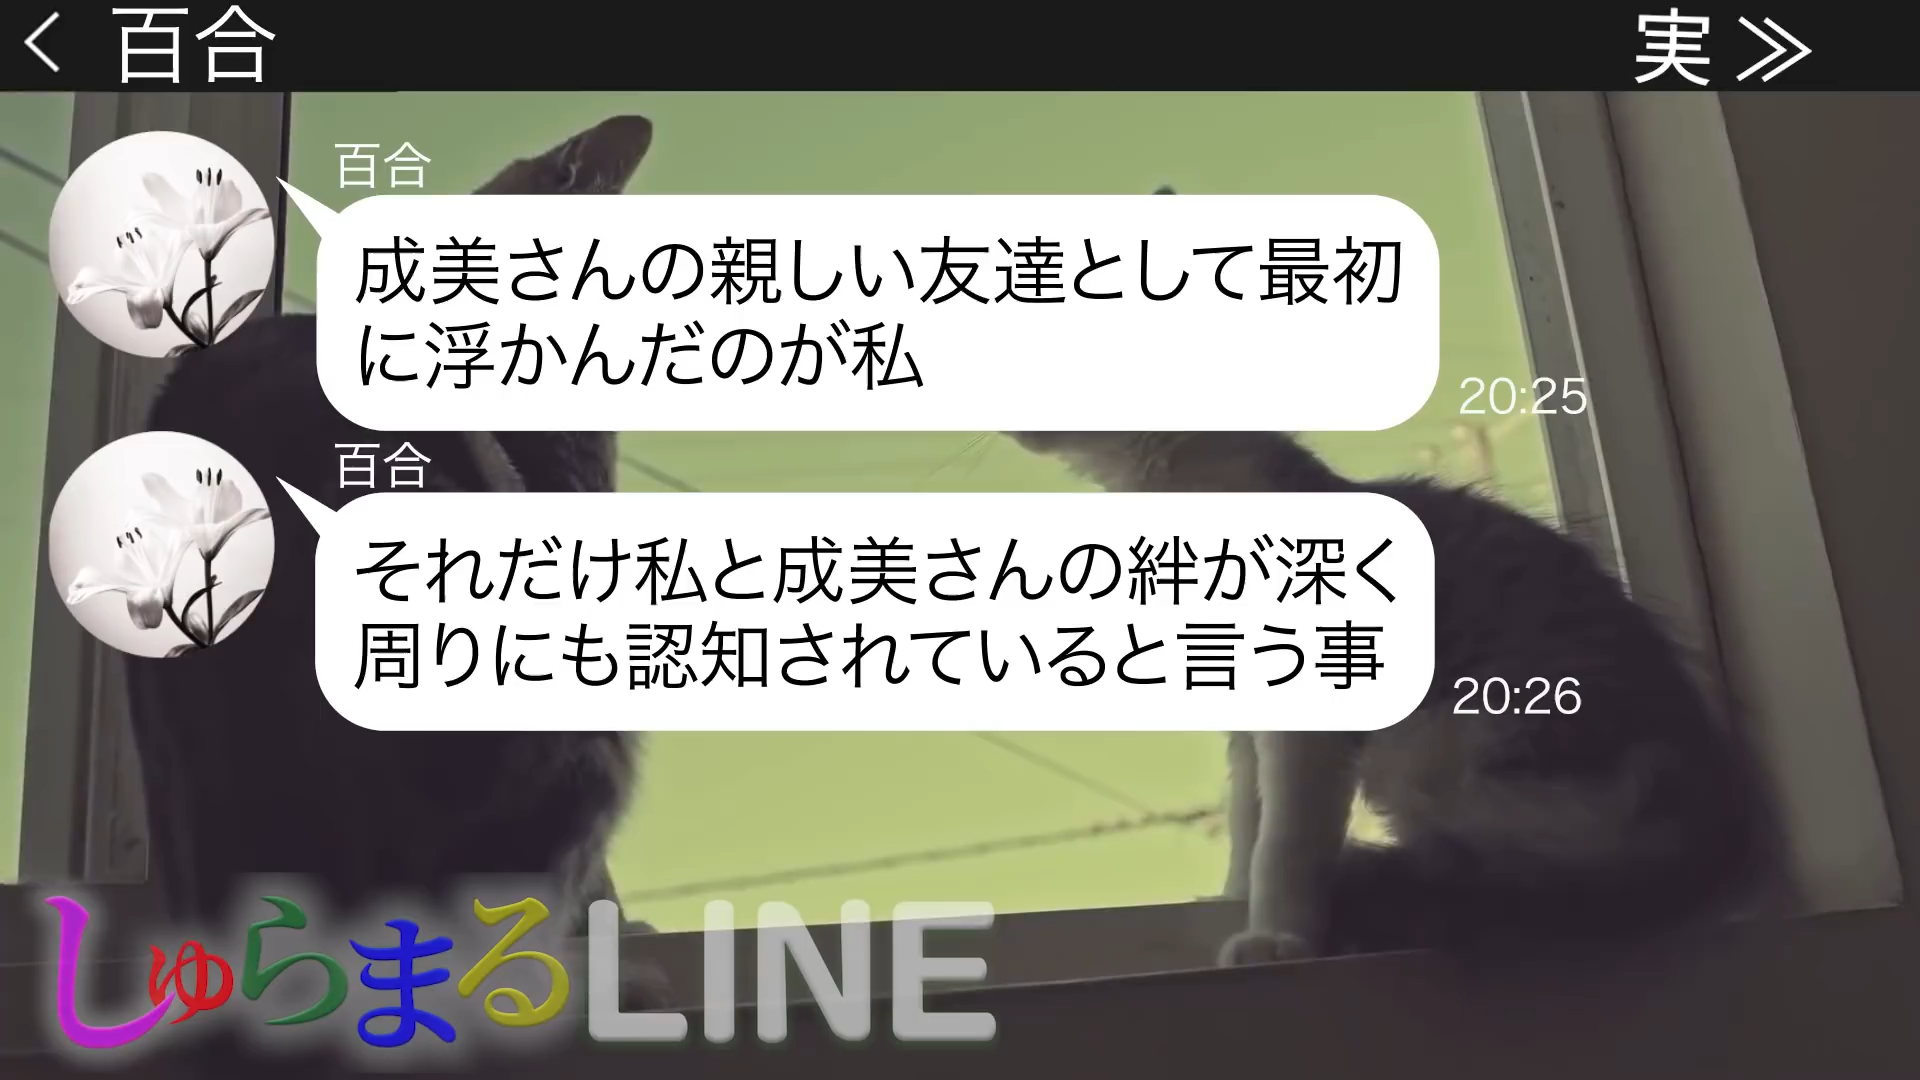 百合
実
百合
成美さんの親しい友達として最初
に浮かんだのが私
20:25
百合
それだけ私と成美さんの絆が深く
周りにも認知されていると言う事
20:26
しゅらまるLINE